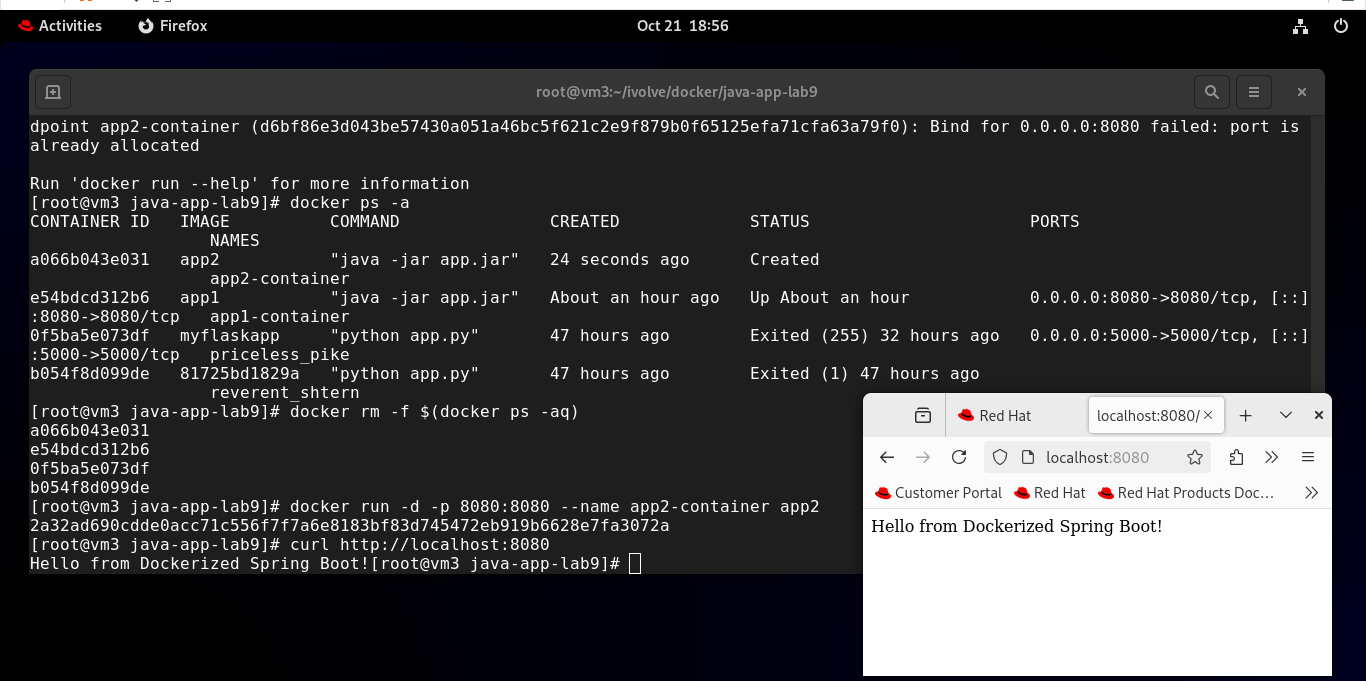 Activities
Firefox
Oct 21 18:56
root@vm3:~/ivolve/docker/java-app-lab9
dpoint app2-container (d6bf86e3d043be57430a051a46bc5f621c2e9f879b0f65125efa71cfa63a79f0): Bind for 0.0.0.0:8080 failed: port is
already allocated
Run 'docker run --help' for more information
[root@vm3 java-app-lab9]# docker ps -a
CONTAINER ID   IMAGE          COMMAND               CREATED             STATUS                      PORTS
NAMES
a066b043e031   app2           "java -jar app.jar"   24 seconds ago      Created
app2-container
e54bdcd312b6   app1           "java -jar app.jar"   About an hour ago   Up About an hour            0.0.0.0:8080->8080/tcp, [::]
:8080->8080/tcp   app1-container
0f5ba5e073df   myflaskapp     "python app.py"       47 hours ago        Exited (255) 32 hours ago   0.0.0.0:5000->5000/tcp, [::]
:5000->5000/tcp   priceless_pike
b054f8d099de   81725bd1829a   "python app.py"       47 hours ago        Exited (1) 47 hours ago
reverent_shtern
[root@vm3 java-app-lab9]# docker rm -f $(docker ps -aq)
a066b043e031
e54bdcd312b6
0f5ba5e073df
b054f8d099de
[root@vm3 java-app-lab9]# docker run -d -p 8080:8080 --name app2-container app2
2a32ad690cdde0acc71c556f7f7a6e8183bf83d745472eb919b6628e7fa3072a
[root@vm3 java-app-lab9]# curl http://localhost:8080
Hello from Dockerized Spring Boot![root@vm3 java-app-lab9]#
Red Hat
localhost:8080/
localhost:8080
Customer Portal
Red Hat
Red Hat Products Doc…
Hello from Dockerized Spring Boot!